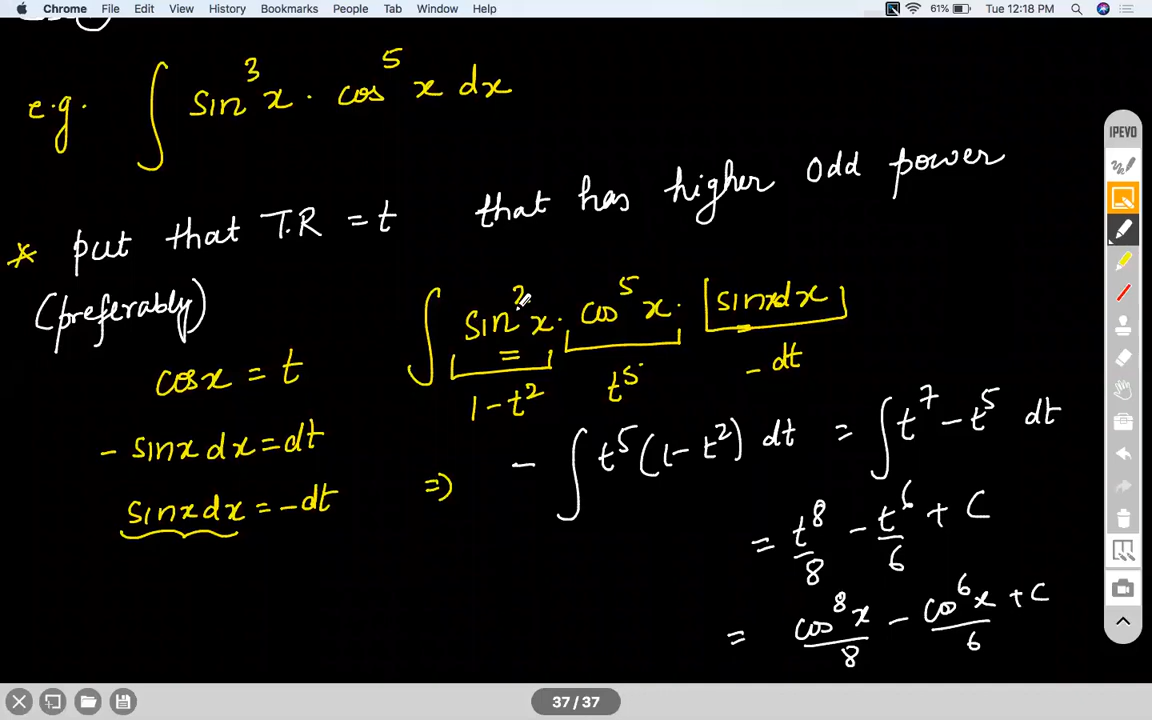 Chrome File Edit View History Bookmarks People Tab Window Help 61% Tue 12:18 PM
e.g. ∫ sin³x · cos⁵x dx
IPEVO
* put that T.R = t that has higher odd power
(preferably)
∫ sin²x · cos⁵x · sinxdx
1-t² t⁵ -dt
cosx = t
- sinx dx = dt
sinx dx = -dt
=> - ∫ t⁵(1-t²) dt = ∫ t⁷ - t⁵ dt
= t⁸/8 - t⁶/6 + C
= cos⁸x/8 - cos⁶x/6 + C
37 / 37